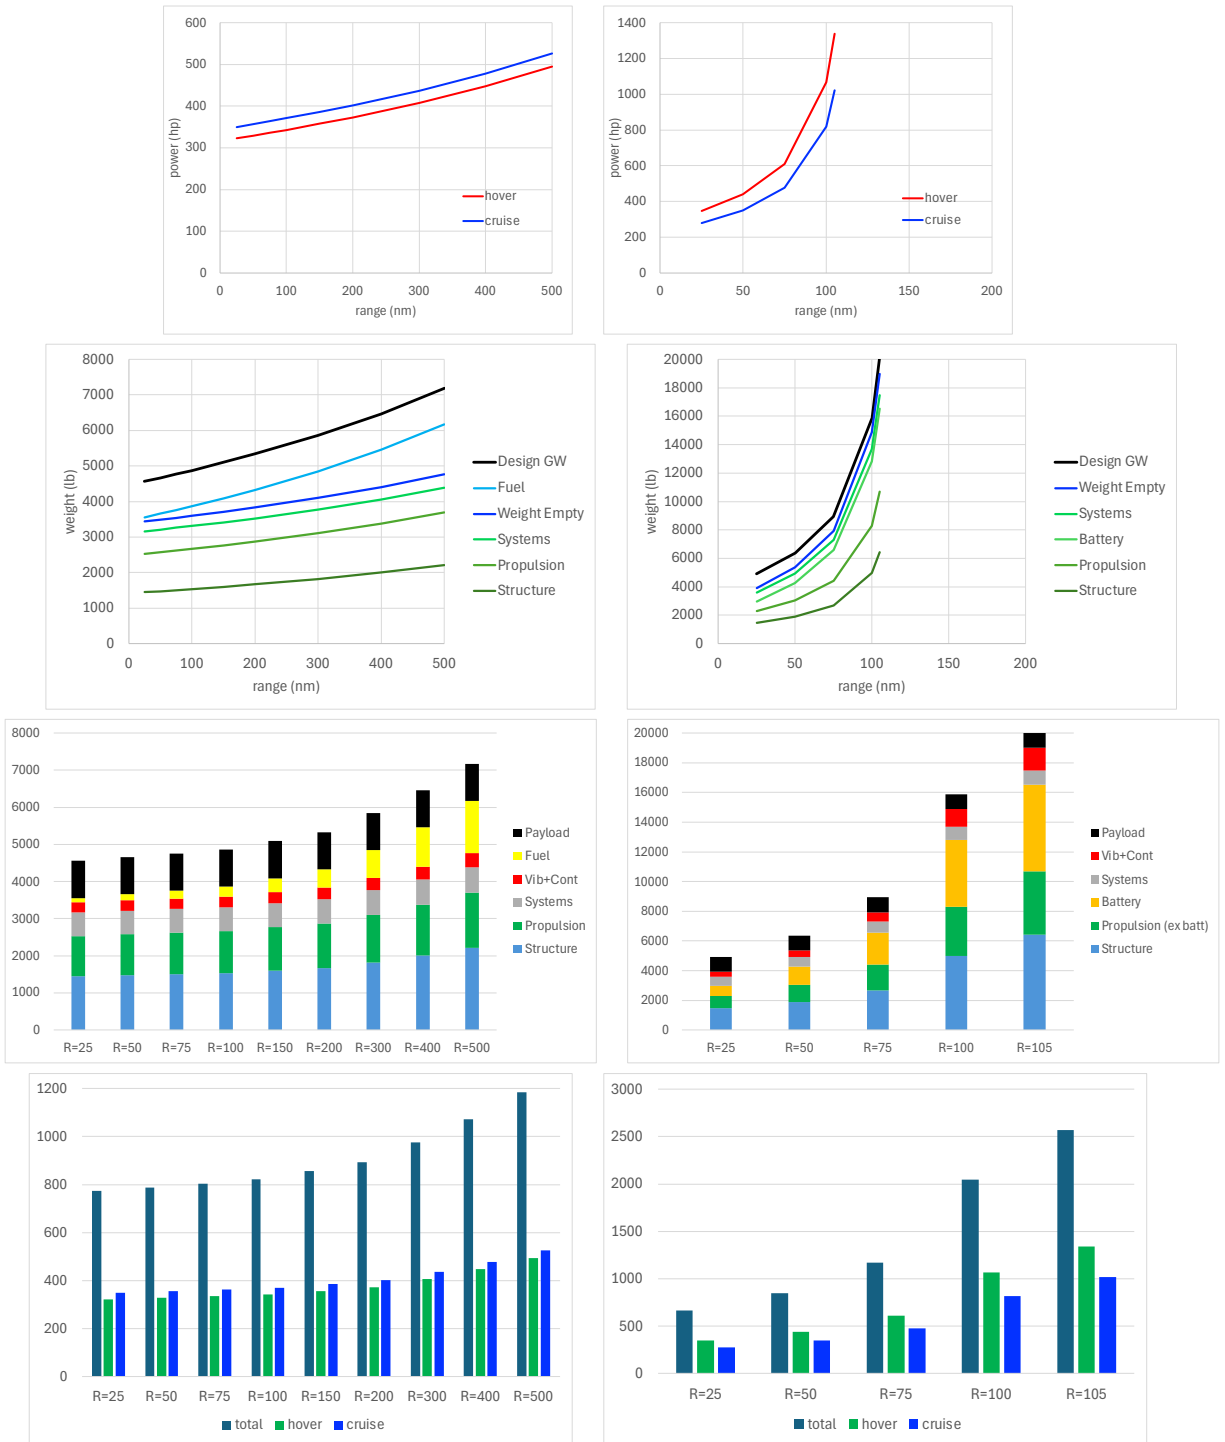 600
500
400
300
200
100
0
power (hp)
hover
cruise
0 100 200 300 400 500
range (nm)
1400
1200
1000
800
600
400
200
0
power (hp)
hover
cruise
0 50 100 150 200
range (nm)
8000
7000
6000
5000
4000
3000
2000
1000
0
weight (lb)
Design GW
Fuel
Weight Empty
Systems
Propulsion
Structure
0 100 200 300 400 500
range (nm)
20000
18000
16000
14000
12000
10000
8000
6000
4000
2000
0
weight (lb)
Design GW
Weight Empty
Systems
Battery
Propulsion
Structure
0 50 100 150 200
range (nm)
8000
7000
6000
5000
4000
3000
2000
1000
0
Payload
Fuel
Vib+Cont
Systems
Propulsion
Structure
R=25 R=50 R=75 R=100 R=150 R=200 R=300 R=400 R=500
20000
18000
16000
14000
12000
10000
8000
6000
4000
2000
0
Payload
Vib+Cont
Systems
Battery
Propulsion (ex batt)
Structure
R=25 R=50 R=75 R=100 R=105
1200
1000
800
600
400
200
0
R=25 R=50 R=75 R=100 R=150 R=200 R=300 R=400 R=500
total hover cruise
3000
2500
2000
1500
1000
500
0
R=25 R=50 R=75 R=100 R=105
total hover cruise